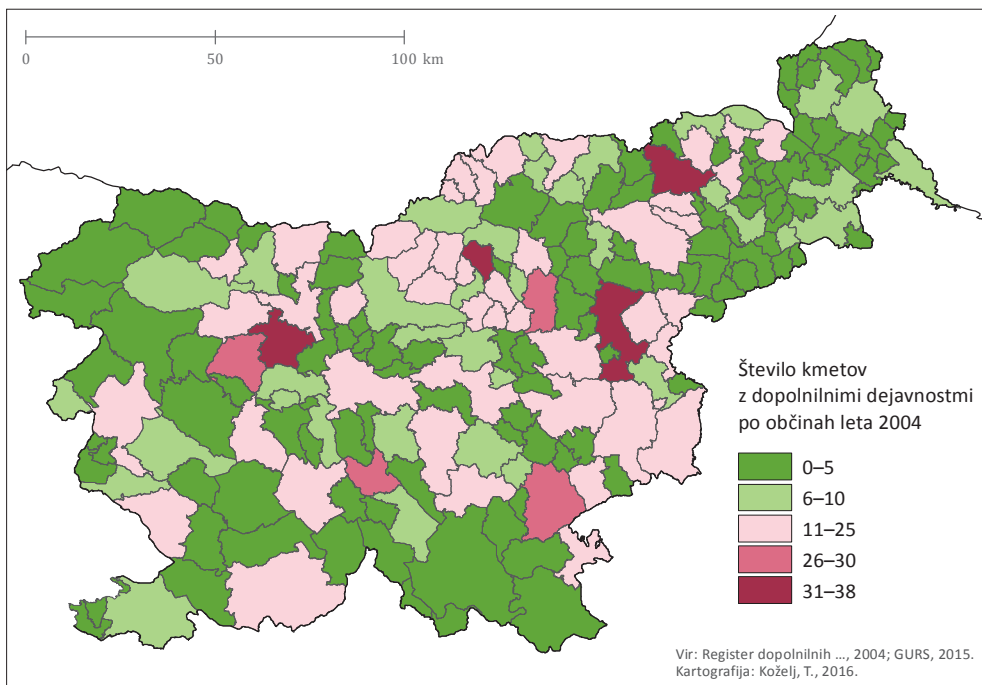 0 50 100 km
Število kmetov
z dopolnilnimi dejavnostmi
po občinah leta 2004
0–5
6–10
11–25
26–30
31–38
Vir: Register dopolnilnih ..., 2004; GURS, 2015.
Kartografija: Koželj, T., 2016.